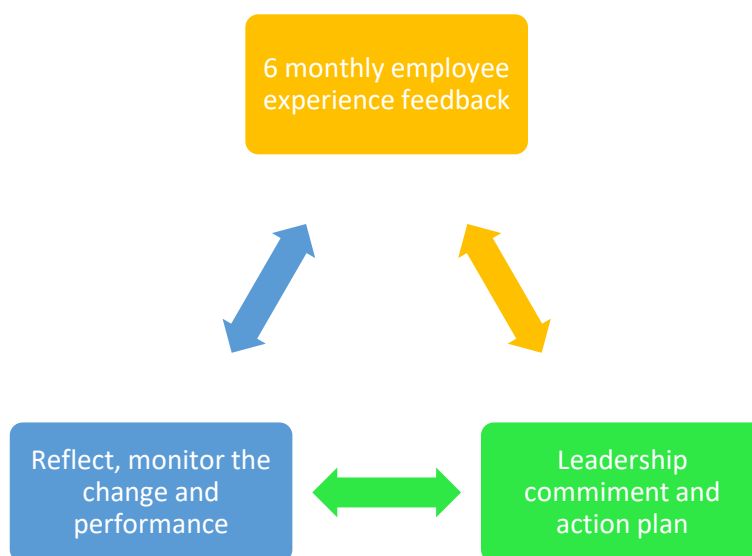 6 monthly employee
experience feedback
Reflect, monitor the
change and
performance
Leadership
commiment and
action plan